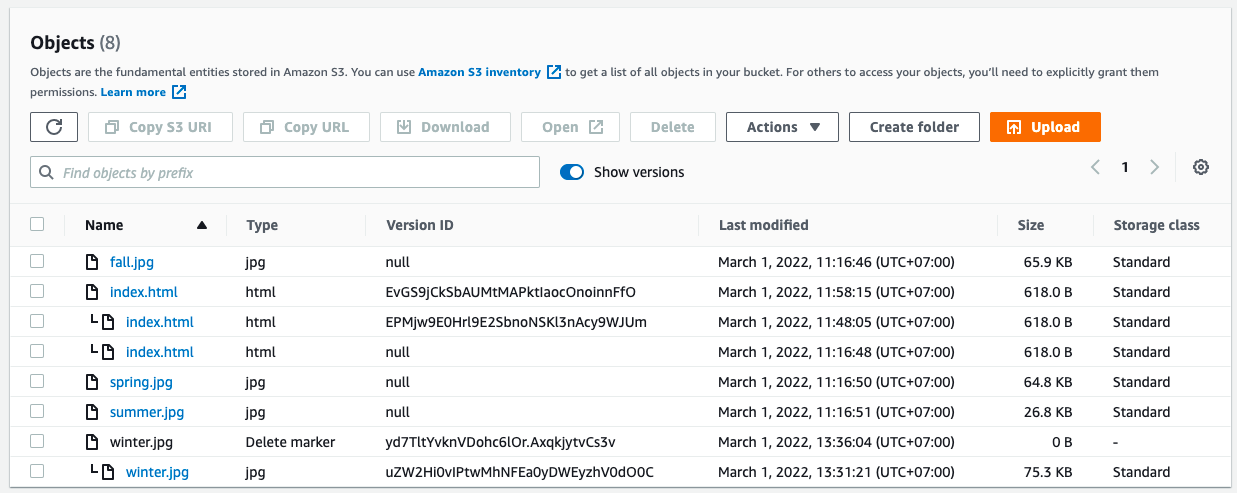 Objects (8)
Objects are the fundamental entities stored in Amazon S3. You can use Amazon S3 inventory to get a list of all objects in your bucket. For others to access your objects, you'll need to explicitly grant them
permissions. Learn more
Copy S3 URI Copy URL Download Open Delete Actions Create folder Upload
Find objects by prefix Show versions 1
Name Type Version ID Last modified Size Storage class
fall.jpg jpg null March 1, 2022, 11:16:46 (UTC+07:00) 65.9 KB Standard
index.html html EvGS9jCkSbAUMtMAPktIaocOnoinnFfO March 1, 2022, 11:58:15 (UTC+07:00) 618.0 B Standard
index.html html EPMjw9E0Hrl9E2SbnoNSKl3nAcy9WJUm March 1, 2022, 11:48:05 (UTC+07:00) 618.0 B Standard
index.html html null March 1, 2022, 11:16:48 (UTC+07:00) 618.0 B Standard
spring.jpg jpg null March 1, 2022, 11:16:50 (UTC+07:00) 64.8 KB Standard
summer.jpg jpg null March 1, 2022, 11:16:51 (UTC+07:00) 26.8 KB Standard
winter.jpg Delete marker yd7TltYvknVDohc6lOr.AxqkjytvCs3v March 1, 2022, 13:36:04 (UTC+07:00) 0 B -
winter.jpg jpg uZW2Hi0vIPtwMhNFEa0yDWEyzhV0dO0C March 1, 2022, 13:31:21 (UTC+07:00) 75.3 KB Standard